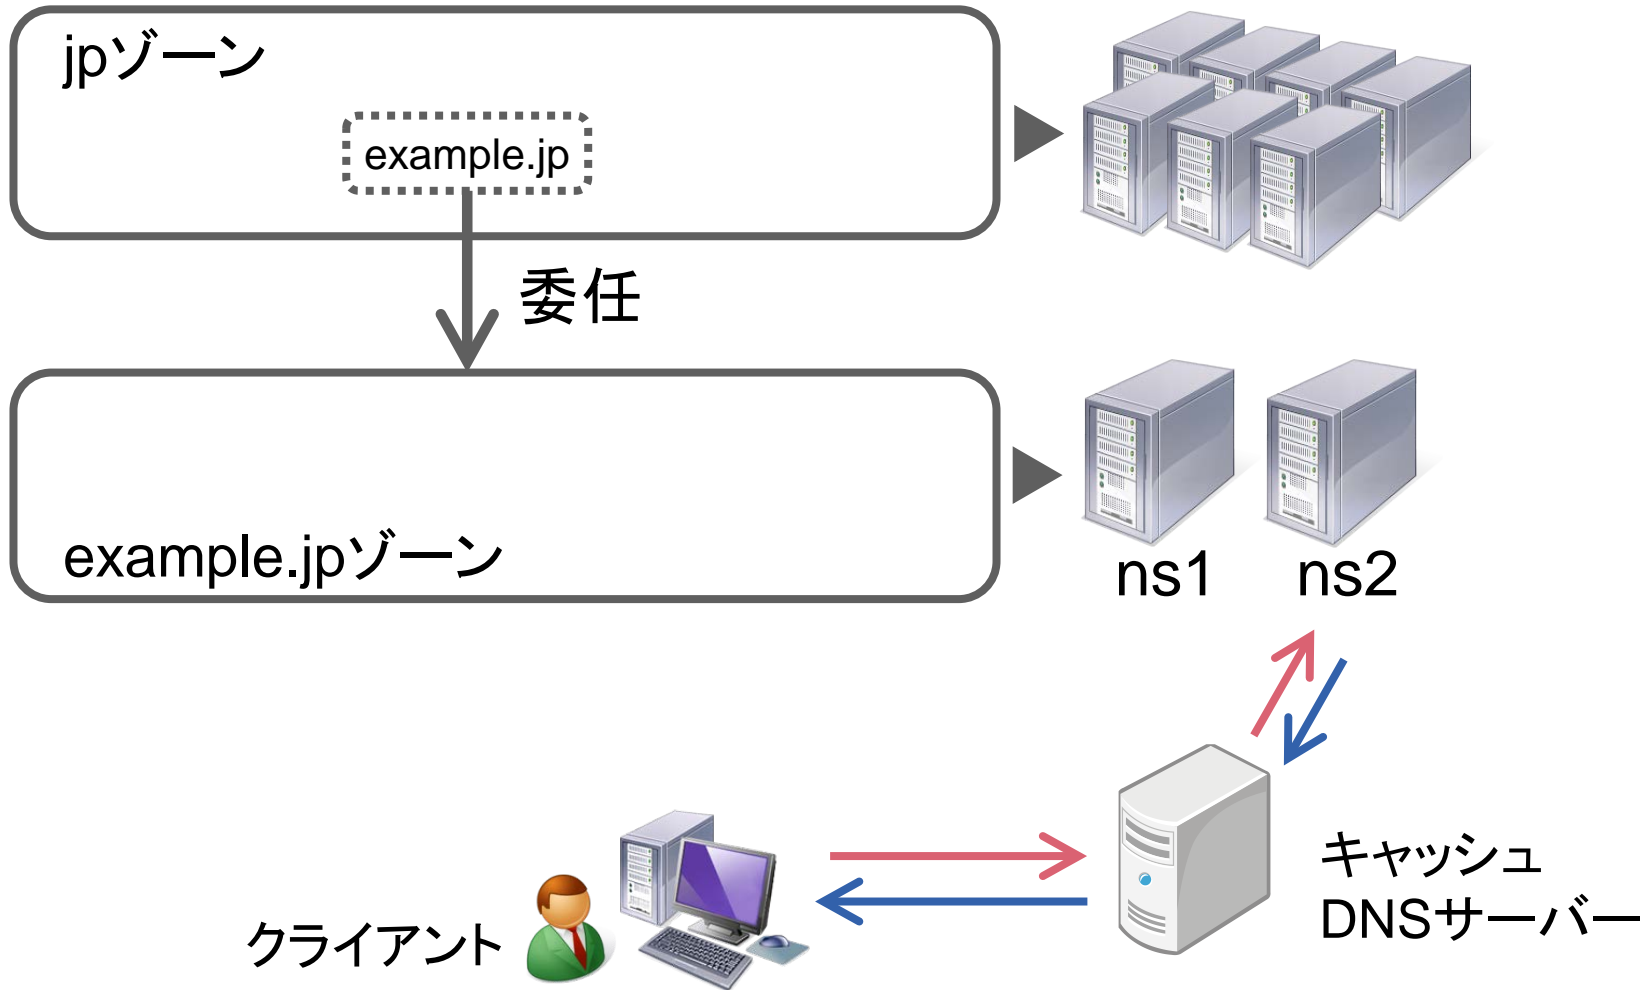 jpゾーン
example.jp
委任
example.jpゾーン
ns1
ns2
クライアント
キャッシュ
DNSサーバー